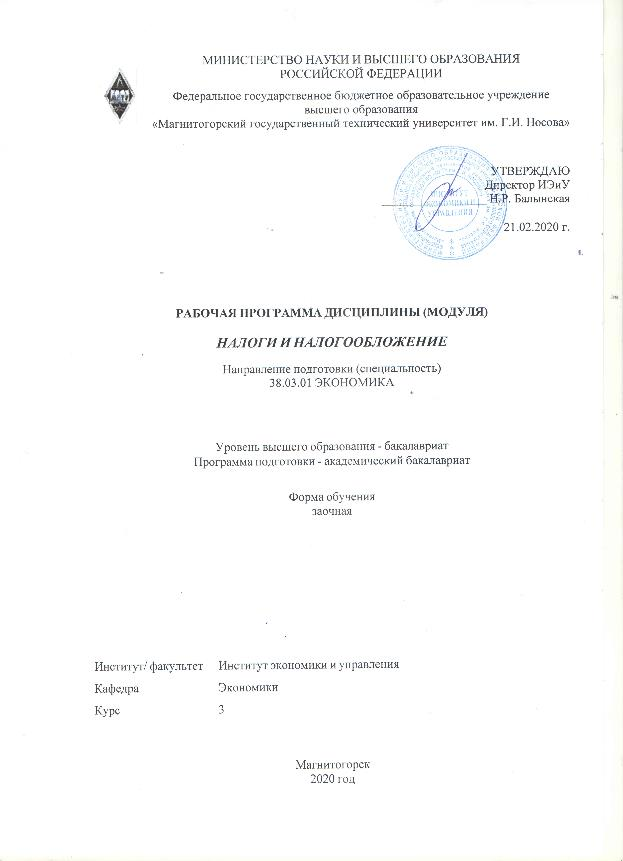 МИНИСТЕРСТВО НАУКИ И ВЫСШЕГО ОБРАЗОВАНИЯ
РОССИЙСКОЙ ФЕДЕРАЦИИ
Федеральное государственное бюджетное образовательное учреждение
высшего образования
«Магнитогорский государственный технический университет им. Г.И. Носова»
УТВЕРЖДАЮ
Директор ИЭиУ
Н.Р. Балынская
ИНСТИТУТ
ЭКОНОМИКИ И
УПРАВЛЕНИЯ
21.02.2020 г.
РАБОЧАЯ ПРОГРАММА ДИСЦИПЛИНЫ (МОДУЛЯ)
НАЛОГИ И НАЛОГООБЛОЖЕНИЕ
Направление подготовки (специальность)
38.03.01 ЭКОНОМИКА
Уровень высшего образования - бакалавриат
Программа подготовки - академический бакалавриат
Форма обучения
заочная
Институт/ факультет Институт экономики и управления
Кафедра Экономики
Курс 3
Магнитогорск
2020 год